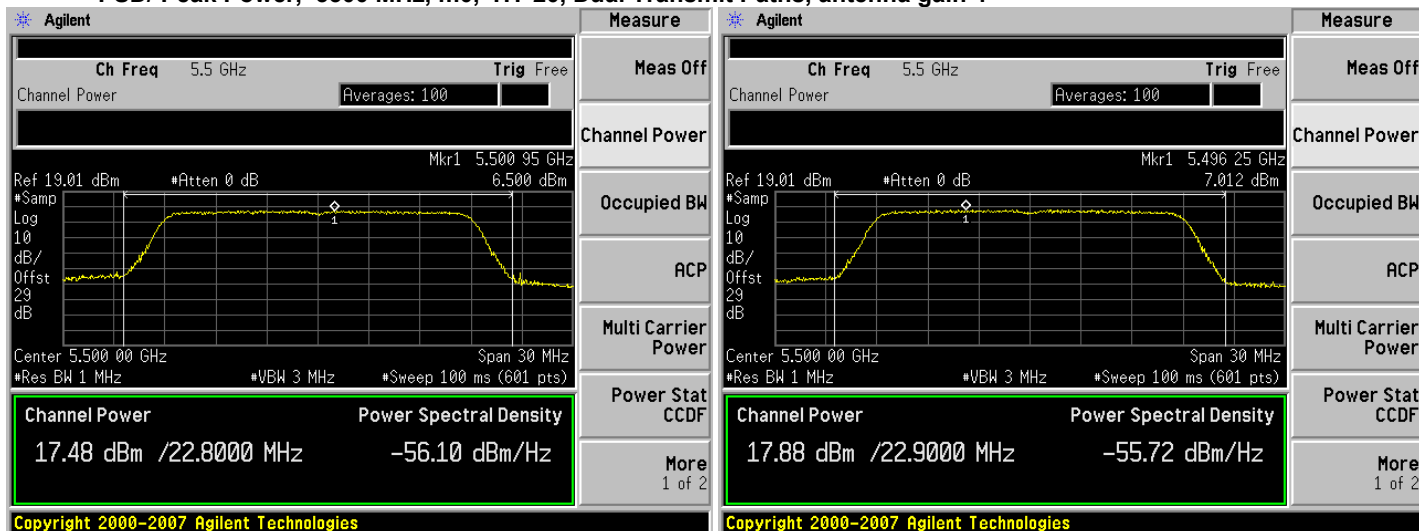 Agilent
Measure
Ch Freq 5.5 GHz Trig Free
Meas Off
Channel Power Averages: 100
Channel Power
Mkr1 5.500 95 GHz
Ref 19.01 dBm #Atten 0 dB 6.500 dBm
#Samp
Log
10
dB/
Offst
29
dB
1
Occupied BW
ACP
Multi Carrier
Power
Center 5.500 00 GHz Span 30 MHz
#Res BW 1 MHz #VBW 3 MHz #Sweep 100 ms (601 pts)
Power Stat
CCDF
Channel Power Power Spectral Density
17.48 dBm /22.8000 MHz -56.10 dBm/Hz
More
1 of 2
Copyright 2000-2007 Agilent Technologies
Agilent
Measure
Ch Freq 5.5 GHz Trig Free
Meas Off
Channel Power Averages: 100
Channel Power
Mkr1 5.496 25 GHz
Ref 19.01 dBm #Atten 0 dB 7.012 dBm
#Samp
Log
10
dB/
Offst
29
dB
1
Occupied BW
ACP
Multi Carrier
Power
Center 5.500 00 GHz Span 30 MHz
#Res BW 1 MHz #VBW 3 MHz #Sweep 100 ms (601 pts)
Power Stat
CCDF
Channel Power Power Spectral Density
17.88 dBm /22.9000 MHz -55.72 dBm/Hz
More
1 of 2
Copyright 2000-2007 Agilent Technologies